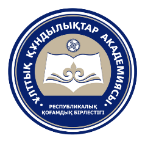 ҰЛТТЫҚ ҚҰНДЫЛЫҚТАР АКАДЕМИЯСЫ
РЕСПУБЛИКАЛЫҚ
ҚОҒАМДЫҚ БІРЛЕСТІГІ